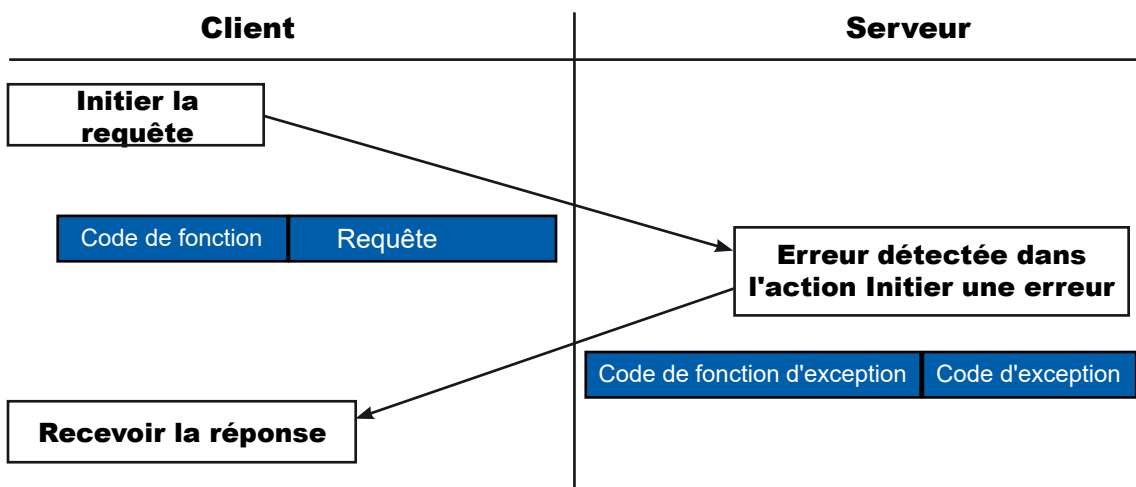 Client
Serveur
Initier la
requête
Code de fonction
Requête
Erreur détectée dans
l'action Initier une erreur
Code de fonction d'exception
Code d'exception
Recevoir la réponse